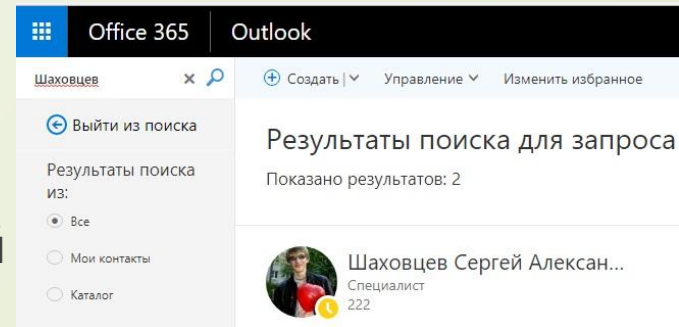 Office 365 Outlook
Шаховцев
Создать Управление Изменить избранное
Выйти из поиска
Результаты поиска для запроса
Показано результатов: 2
Результаты поиска
из:
Все
Мои контакты
Каталог
Шаховцев Сергей Алексан...
Специалист
222